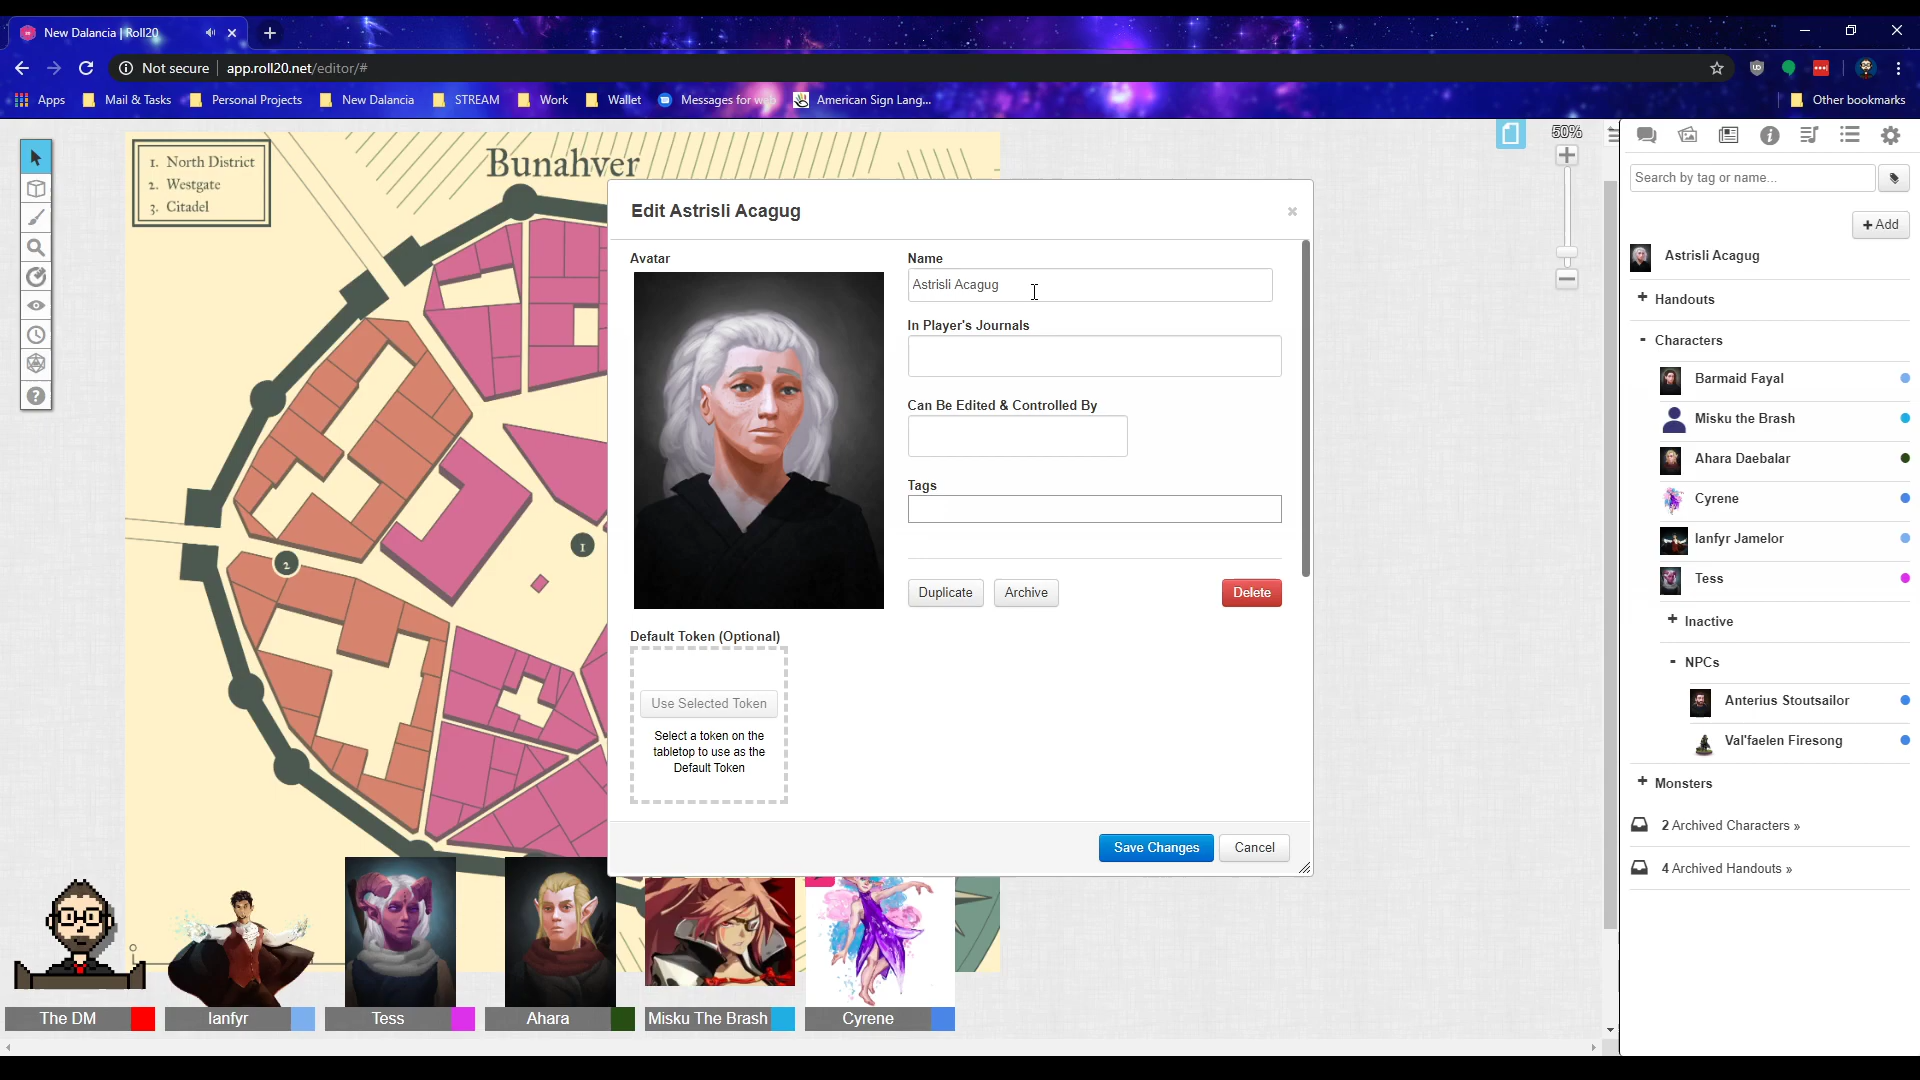 New Dalancia | Roll20
Not secure
app.roll20.net/editor/#
Apps
Mail & Tasks
Personal Projects
New Dalancia
STREAM
Work
Wallet
Messages for web
American Sign Lang...
Other bookmarks
1. North District
2. Westgate
3. Citadel
Bunahver
1
2
50%
Edit Astrisli Acagug
Avatar
Name
Astrisli Acagug
In Player's Journals
Can Be Edited & Controlled By
Tags
Duplicate
Archive
Delete
Default Token (Optional)
Use Selected Token
Select a token on the
tabletop to use as the
Default Token
Save Changes
Cancel
Search by tag or name...
+ Add
Astrisli Acagug
+ Handouts
- Characters
Barmaid Fayal
Misku the Brash
Ahara Daebalar
Cyrene
Ianfyr Jamelor
Tess
+ Inactive
- NPCs
Anterius Stoutsailor
Val'faelen Firesong
+ Monsters
2 Archived Characters »
4 Archived Handouts »
The DM
Ianfyr
Tess
Ahara
Misku The Brash
Cyrene
0